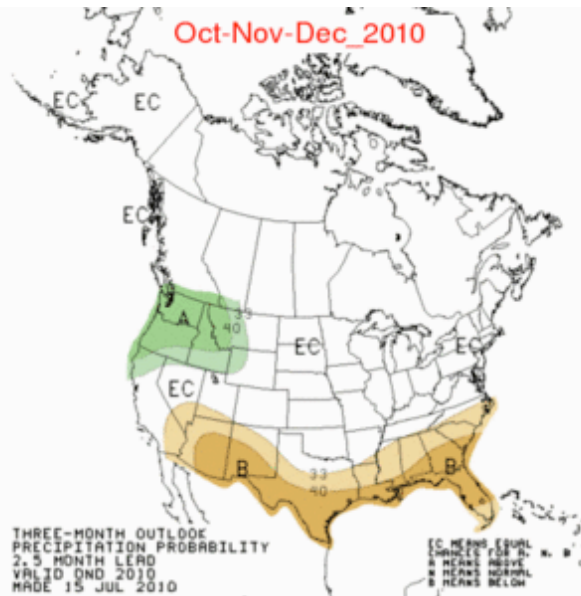 Oct-Nov-Dec_2010
EC
EC
EC
A
33
40
EC
EC
EC
B
33
40
B
THREE-MONTH OUTLOOK
PRECIPITATION PROBABILITY
2.5 MONTH LEAD
VALID OND 2010
MADE 15 JUL 2010
EC MEANS EQUAL
CHANCES FOR A, N, B
A MEANS ABOVE
N MEANS NORMAL
B MEANS BELOW